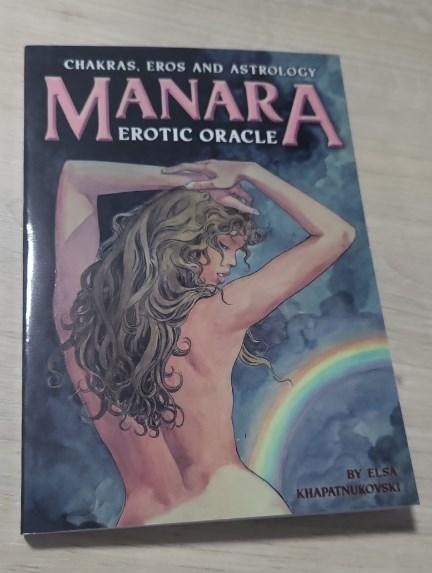 CHAKRAS, EROS AND ASTROLOGY
MANARA
EROTIC ORACLE
BY ELSA
KHAPATNUKOVSKI